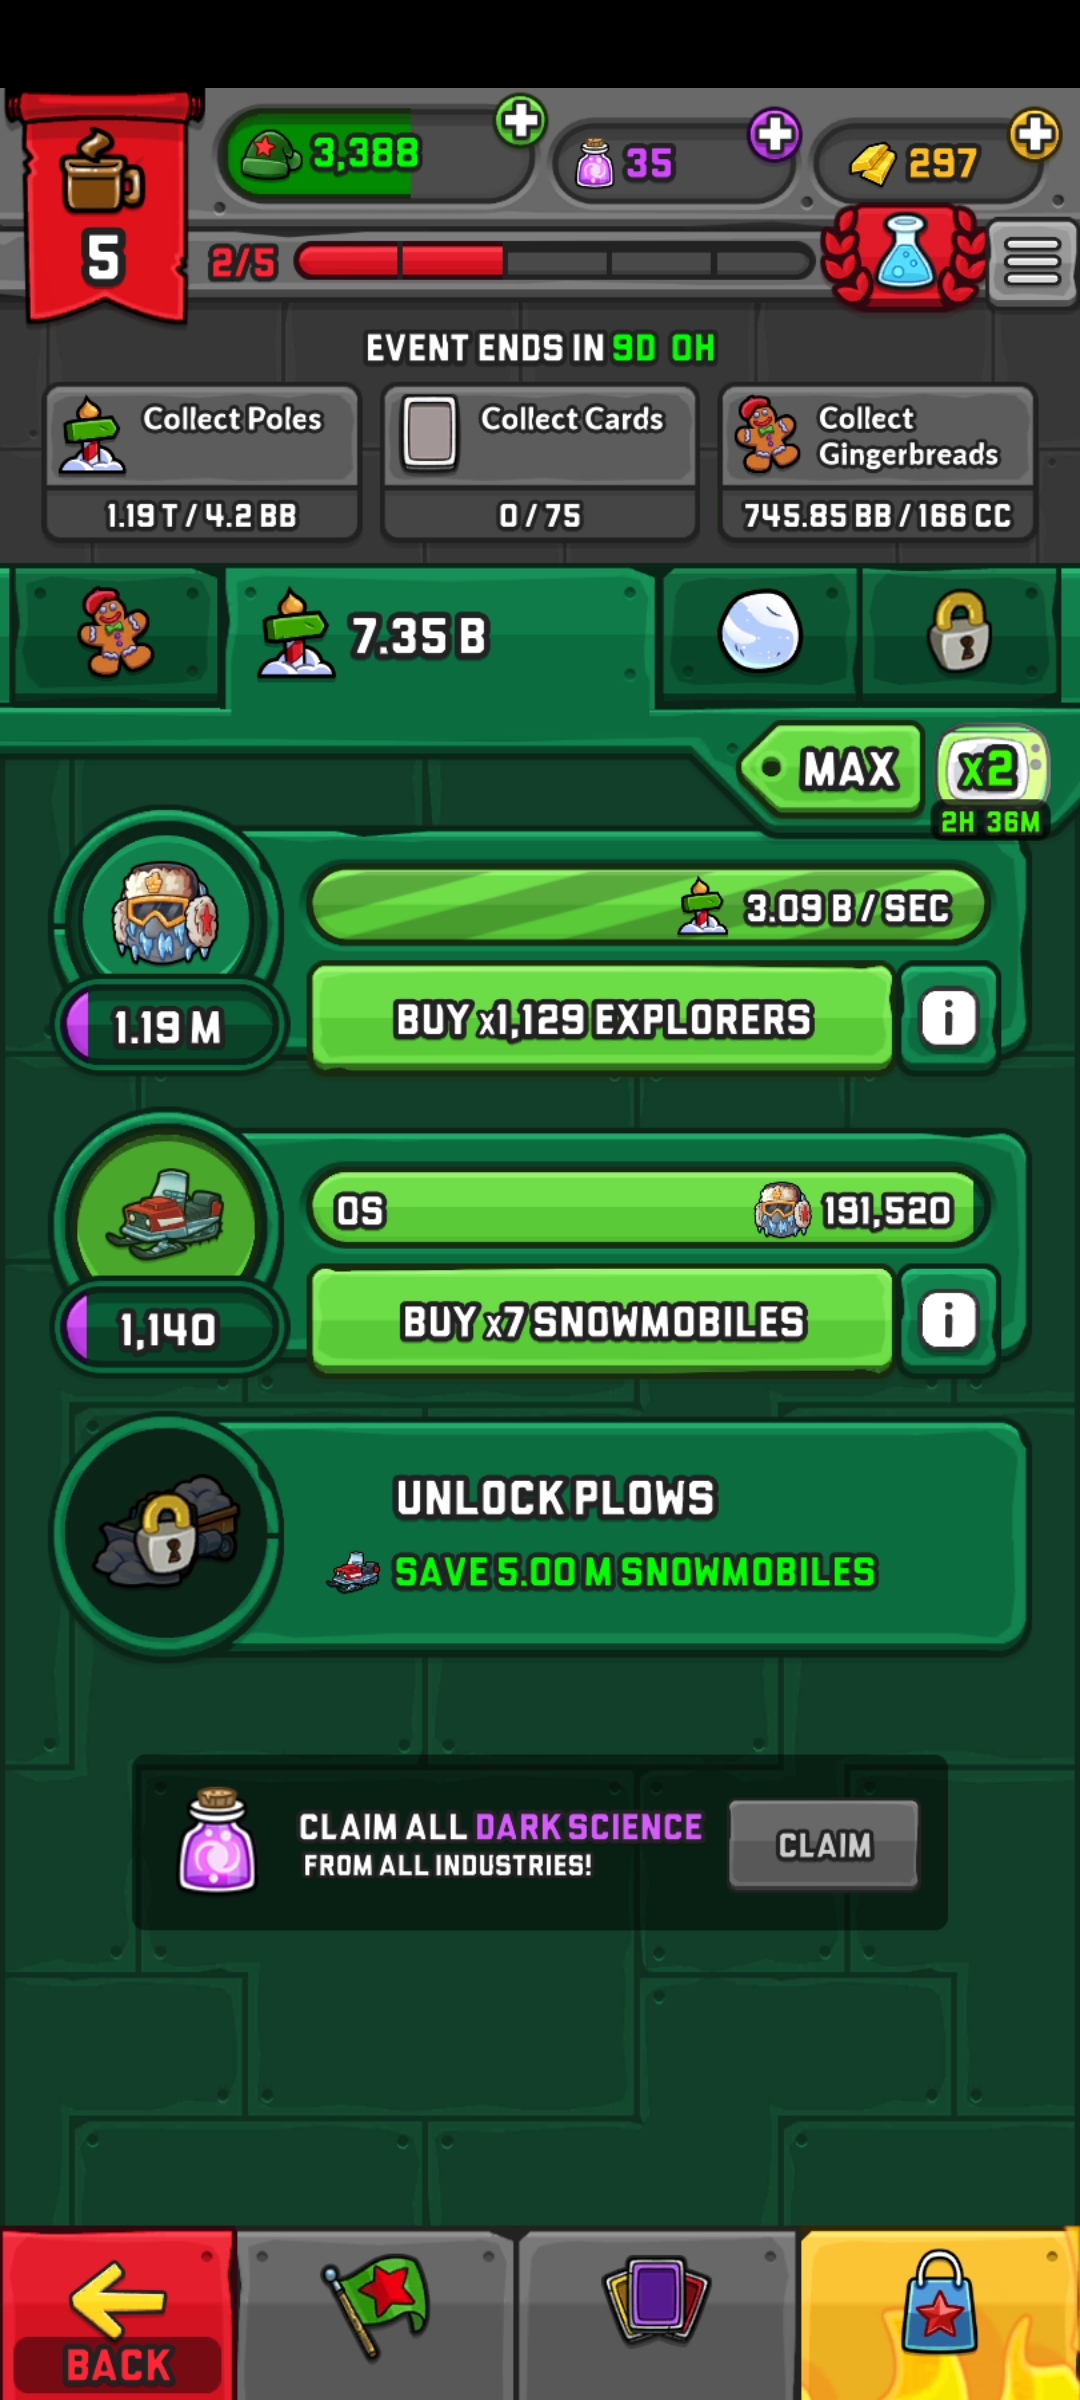 3,388
35
297
5
2/5
EVENT ENDS IN 9D 0H
Collect Poles
1.19 T / 4.2 BB
Collect Cards
0 / 75
Collect
Gingerbreads
745.85 BB / 166 CC
7.35 B
MAX
x2
2H 36M
3.09 B / SEC
1.19 M
BUY x1,129 EXPLORERS
i
0S
191,520
1,140
BUY x7 SNOWMOBILES
i
UNLOCK PLOWS
SAVE 5.00 M SNOWMOBILES
CLAIM ALL DARK SCIENCE
FROM ALL INDUSTRIES!
CLAIM
BACK